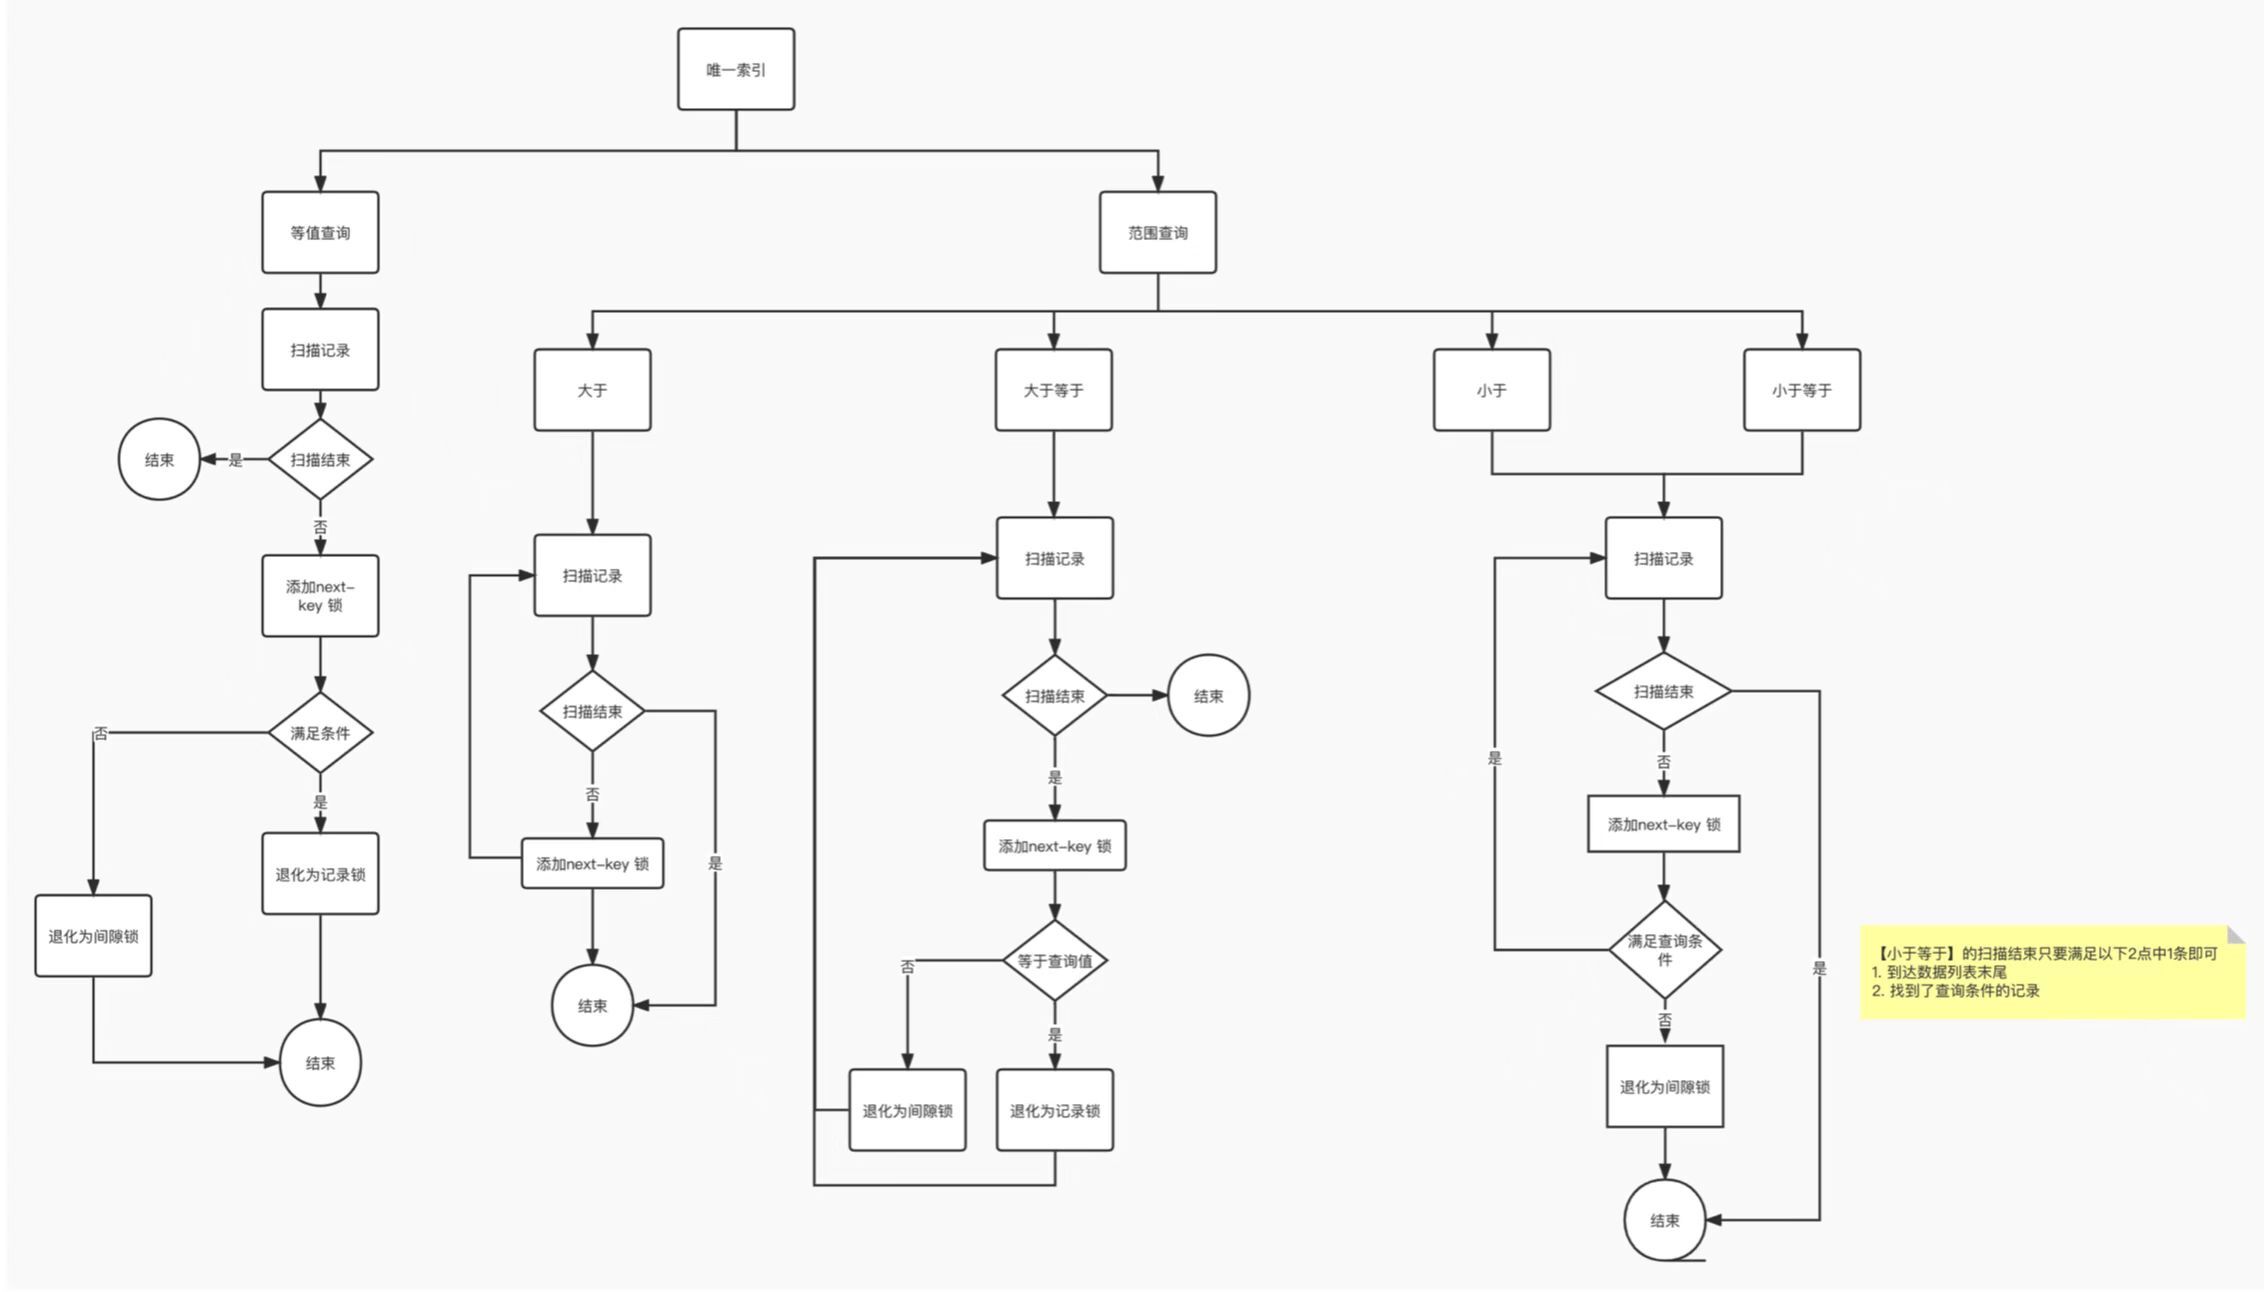 唯一索引
等值查询
范围查询
扫描记录
大于
大于等于
小于
小于等于
结束
是
扫描结束
否
添加next-
key 锁
否
满足条件
是
退化为间隙锁
退化为记录锁
结束
扫描记录
扫描结束
否
添加next-key 锁
是
结束
扫描记录
扫描结束
结束
是
添加next-key 锁
等于查询值
否
是
退化为间隙锁
退化为记录锁
扫描记录
扫描结束
是
否
添加next-key 锁
满足查询条
件
是
否
退化为间隙锁
结束
【小于等于】的扫描结束只要满足以下2点中1条即可
1. 到达数据列表末尾
2. 找到了查询条件的记录